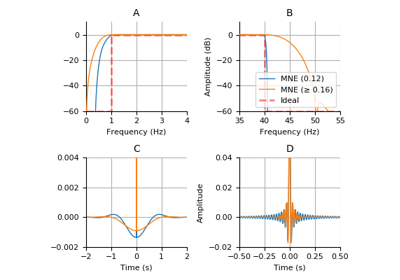 A
B
0
−20
−40
−60
0
1
2
3
4
Frequency (Hz)
Amplitude (dB)
0
−20
−40
−60
MNE (0.12)
MNE (≥ 0.16)
Ideal
35
40
45
50
55
Frequency (Hz)
C
D
0.004
0.002
0.000
−0.002
−2
−1
0
1
2
Time (s)
Amplitude
0.04
0.02
0.00
−0.02
−0.50
−0.25
0.00
0.25
0.50
Time (s)